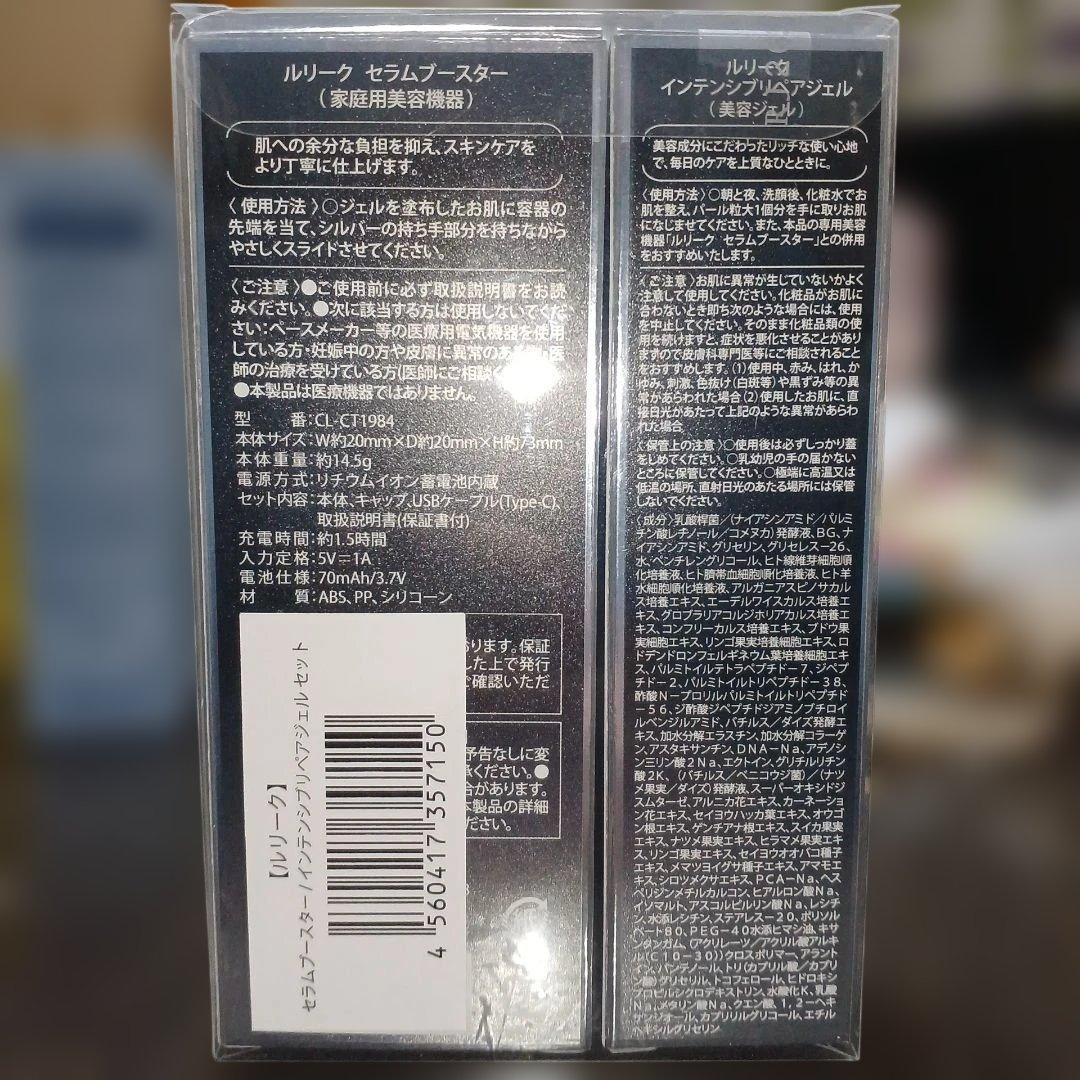 ルリーク セラムブースター
（家庭用美容機器）
肌への余分な負担を抑え、スキンケアを
より丁寧に仕上げます。
〈使用方法〉○ジェルを塗布したお肌に容器の
先端を当て、シルバーの持ち手部分を持ちながら
やさしくスライドさせてください。
〈ご注意〉●ご使用前に必ず取扱説明書をお読
みください。●次に該当する方は使用しないでくだ
さい：ペースメーカー等の医療用電気機器を使用
している方・妊娠中の方や皮膚に異常のある
医
師の治療を受けている方(医師にご相談く
●本製品は医療機器ではありません。
型 番：CL-CT1984
本体サイズ：W約20mm×D約20mm×H約73mm
本体重量：約14.5g
電源方式：リチウムイオン蓄電池内蔵
セット内容：本体、キャップ、USBケーブル(Type-C)、
取扱説明書(保証書付)
充電時間：約1.5時間
入力定格：5V⎓1A
電池仕様：70mAh/3.7V
材 質：ABS、PP、シリコーン
ります。保証
した上で発行
ご確認いただ
予告なしに変
承ください。●
合があります。
本製品の詳細
ださい。
【ルリーク】
セラムブースター / インテンシブリペアジェル セット
4 560417 357150
ルリーク
インテンシブリペアジェル
（美容ジェル）
美容成分にこだわったリッチな使い心地
で、毎日のケアを上質なひとときに。
〈使用方法〉○朝と夜、洗顔後、化粧水でお
肌を整え、パール粒大1個分を手に取りお肌
になじませてください。また、本品の専用美容
機器「ルリーク セラムブースター」との併用
をおすすめいたします。
〈ご注意〉お肌に異常が生じていないかよく
注意して使用してください。化粧品がお肌に
合わないとき即ち次のような場合には、使用
を中止してください。そのまま化粧品類の使
用を続けますと、症状を悪化させることがあり
ますので皮膚科専門医等にご相談されること
をおすすめします。(1)使用中、赤み、はれ、か
ゆみ、刺激、色抜け(白斑等)や黒ずみ等の異
常があらわれた場合(2)使用したお肌に、直
接日光があたって上記のような異常があらわ
れた場合
〈保管上の注意〉○使用後は必ずしっかり蓋
をしめてください。○乳幼児の手の届かない
ところに保管してください。○極端に高温又は
低温の場所、直射日光のあたる場所には保管
しないでください。
〈成分〉乳酸桿菌／(ナイアシンアミド／パルミ
チン酸レチノール／コメヌカ)発酵液、BG、ナ
イアシンアミド、グリセリン、グリセレス－26、
水、ペンチレングリコール、ヒト線維芽細胞順
化培養液、ヒト臍帯血細胞順化培養液、ヒト羊
水細胞順化培養液、アルガニアスピノサカル
ス培養エキス、エーデルワイスカルス培養エ
キス、グロブラリアコルジホリアカルス培養エ
キス、コンフリーカルス培養エキス、ブドウ果
実細胞エキス、リンゴ果実培養細胞エキス、ロ
ドデンドロンフェルギネウム葉培養細胞エキ
ス、パルミトイルテトラペプチド－7、ジペプ
チド－2、パルミトイルトリペプチド－38、
酢酸N－プロリルパルミトイルトリペプチド
－56、ジ酢酸ジペプチドジアミノブチロイ
ルベンジルアミド、バチルス／ダイズ発酵エ
キス、加水分解エラスチン、加水分解コラーゲ
ン、アスタキサンチン、DNA－Na、アデノシ
ン三リン酸2Na、エクトイン、グリチルリチン
酸2K、(バチルス／ベニコウジ菌)／(ナツ
メ果実／ダイズ)発酵液、スーパーオキシドジ
スムターゼ、アルニカ花エキス、カーネーショ
ン花エキス、セイヨウハッカ葉エキス、オウゴ
ン根エキス、ゲンチアナ根エキス、スイカ果実
エキス、ナツメ果実エキス、ヒラマメ果実エキ
ス、リンゴ果実エキス、セイヨウオオバコ種子
エキス、メマツヨイグサ種子エキス、アマモエ
キス、シロツメクサエキス、PCA－Na、ヘス
ペリジンメチルカルコン、ヒアルロン酸Na、
イソマルト、アスコルビルリン酸Na、レシチ
ン、水添レシチン、ステアレス－20、ポリソル
ベート80、PEG－40水添ヒマシ油、キサ
ンタンガム、(アクリレーツ／アクリル酸アルキ
ル(C10－30))クロスポリマー、アラント
イン、パンテノール、トリ(カプリル酸／カプリ
ン酸)グリセリル、トコフェロール、ヒドロキシ
プロピルシクロデキストリン、水酸化K、乳酸
Na、メタリン酸Na、クエン酸、1,2－ヘキ
サンジオール、カプリリルグリコール、エチル
ヘキシルグリセリン